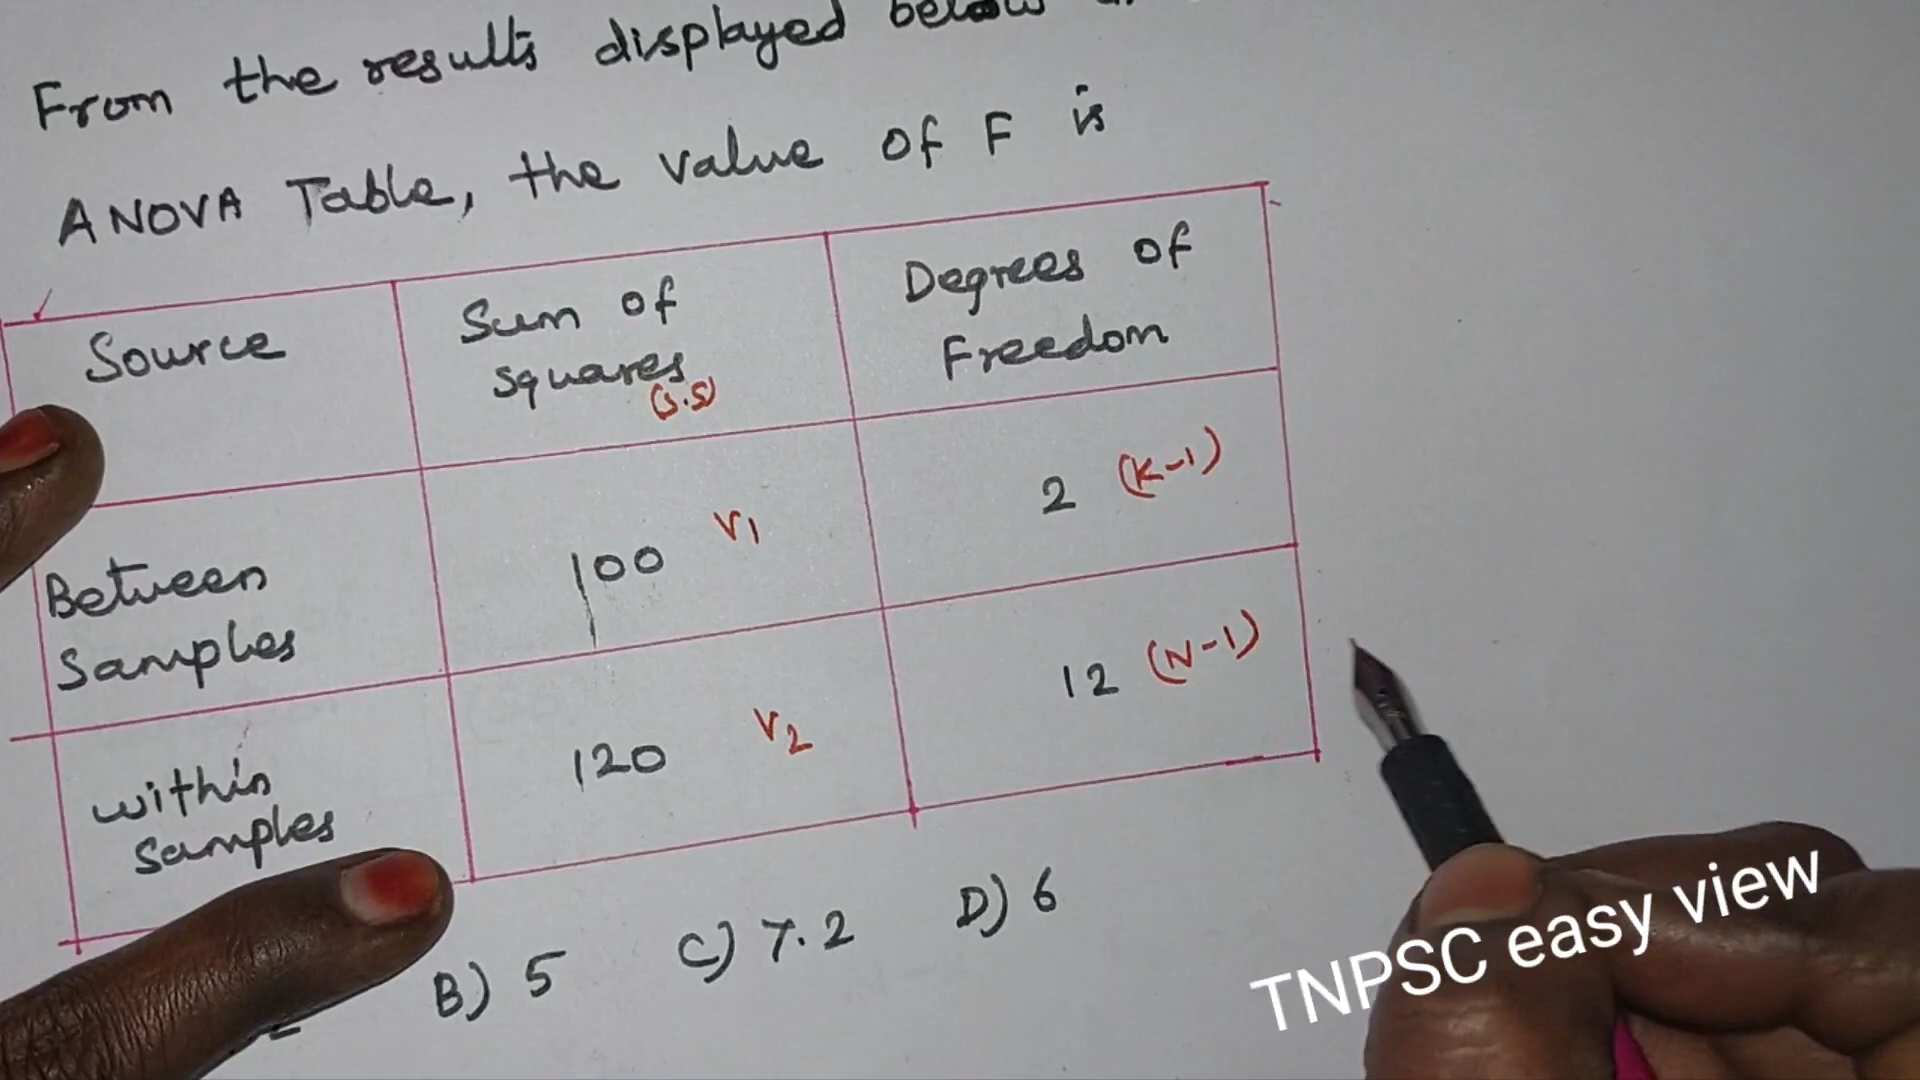 From the results displayed below
ANOVA Table, the value of F is
Source
Sum of squares (S.S)
Degrees of Freedom
Between Samples
100 V1
2 (K-1)
within samples
120 V2
12 (N-1)
B) 5 C) 7.2 D) 6
TNPSC easy view